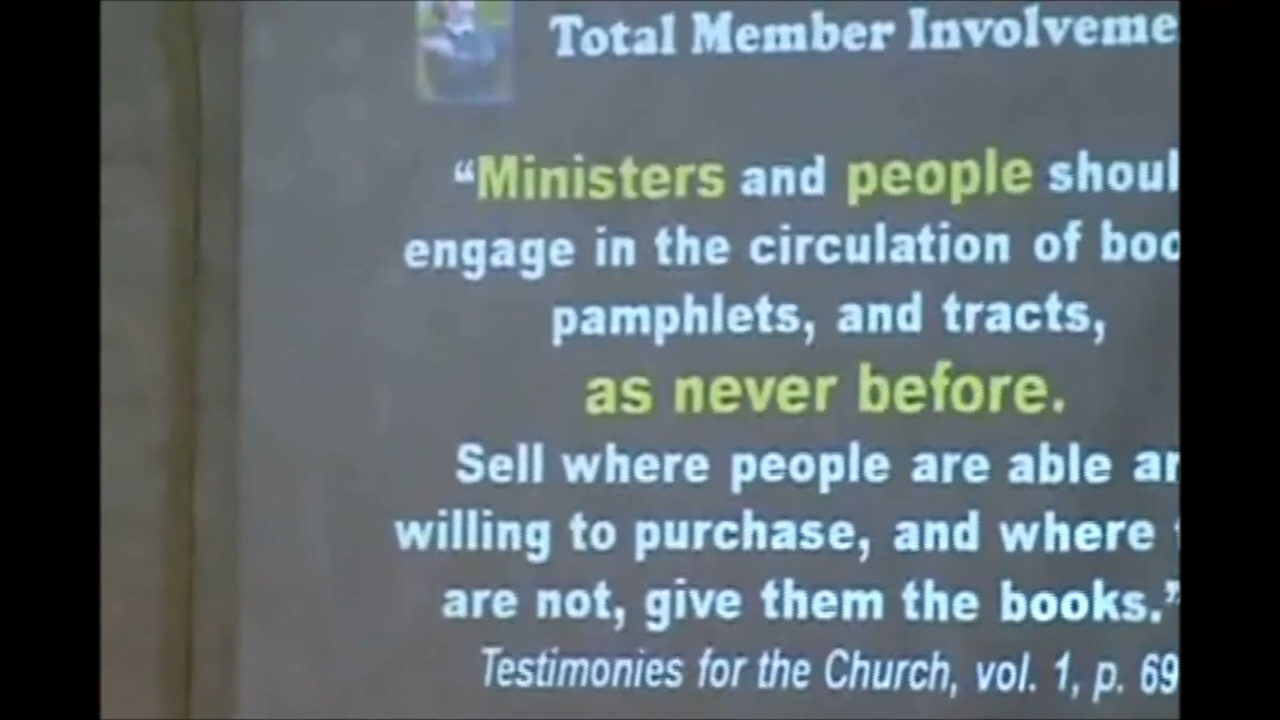 Total Member Involveme
“Ministers and people shoul
engage in the circulation of boo
pamphlets, and tracts,
as never before.
Sell where people are able an
willing to purchase, and where
are not, give them the books.”
Testimonies for the Church, vol. 1, p. 69